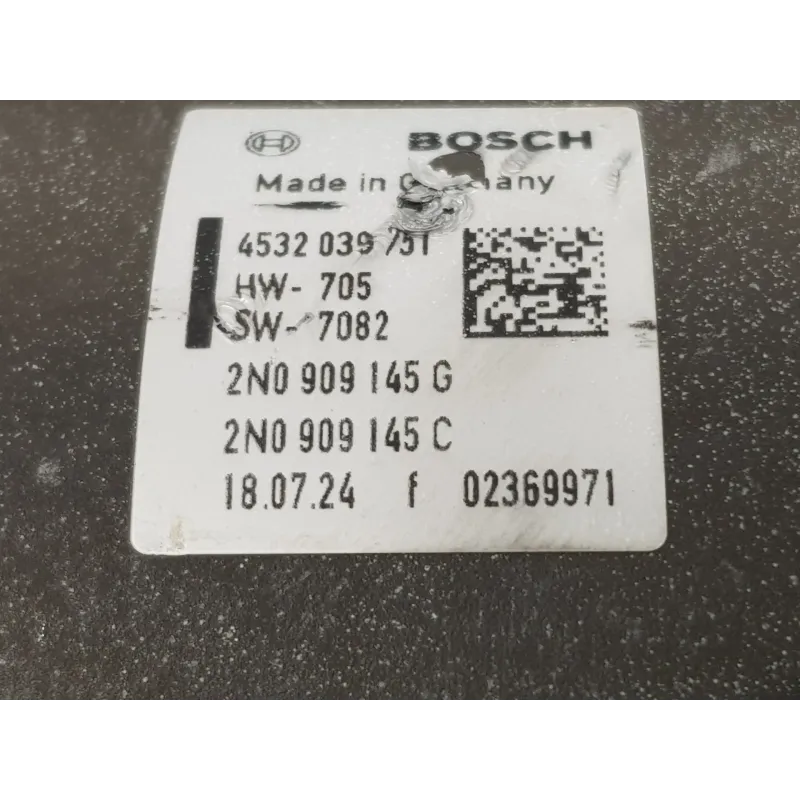 BOSCH
Made in Germany
4532 039 751
HW- 705
SW- 7082
2N0 909 145 G
2N0 909 145 C
18.07.24 f 02369971